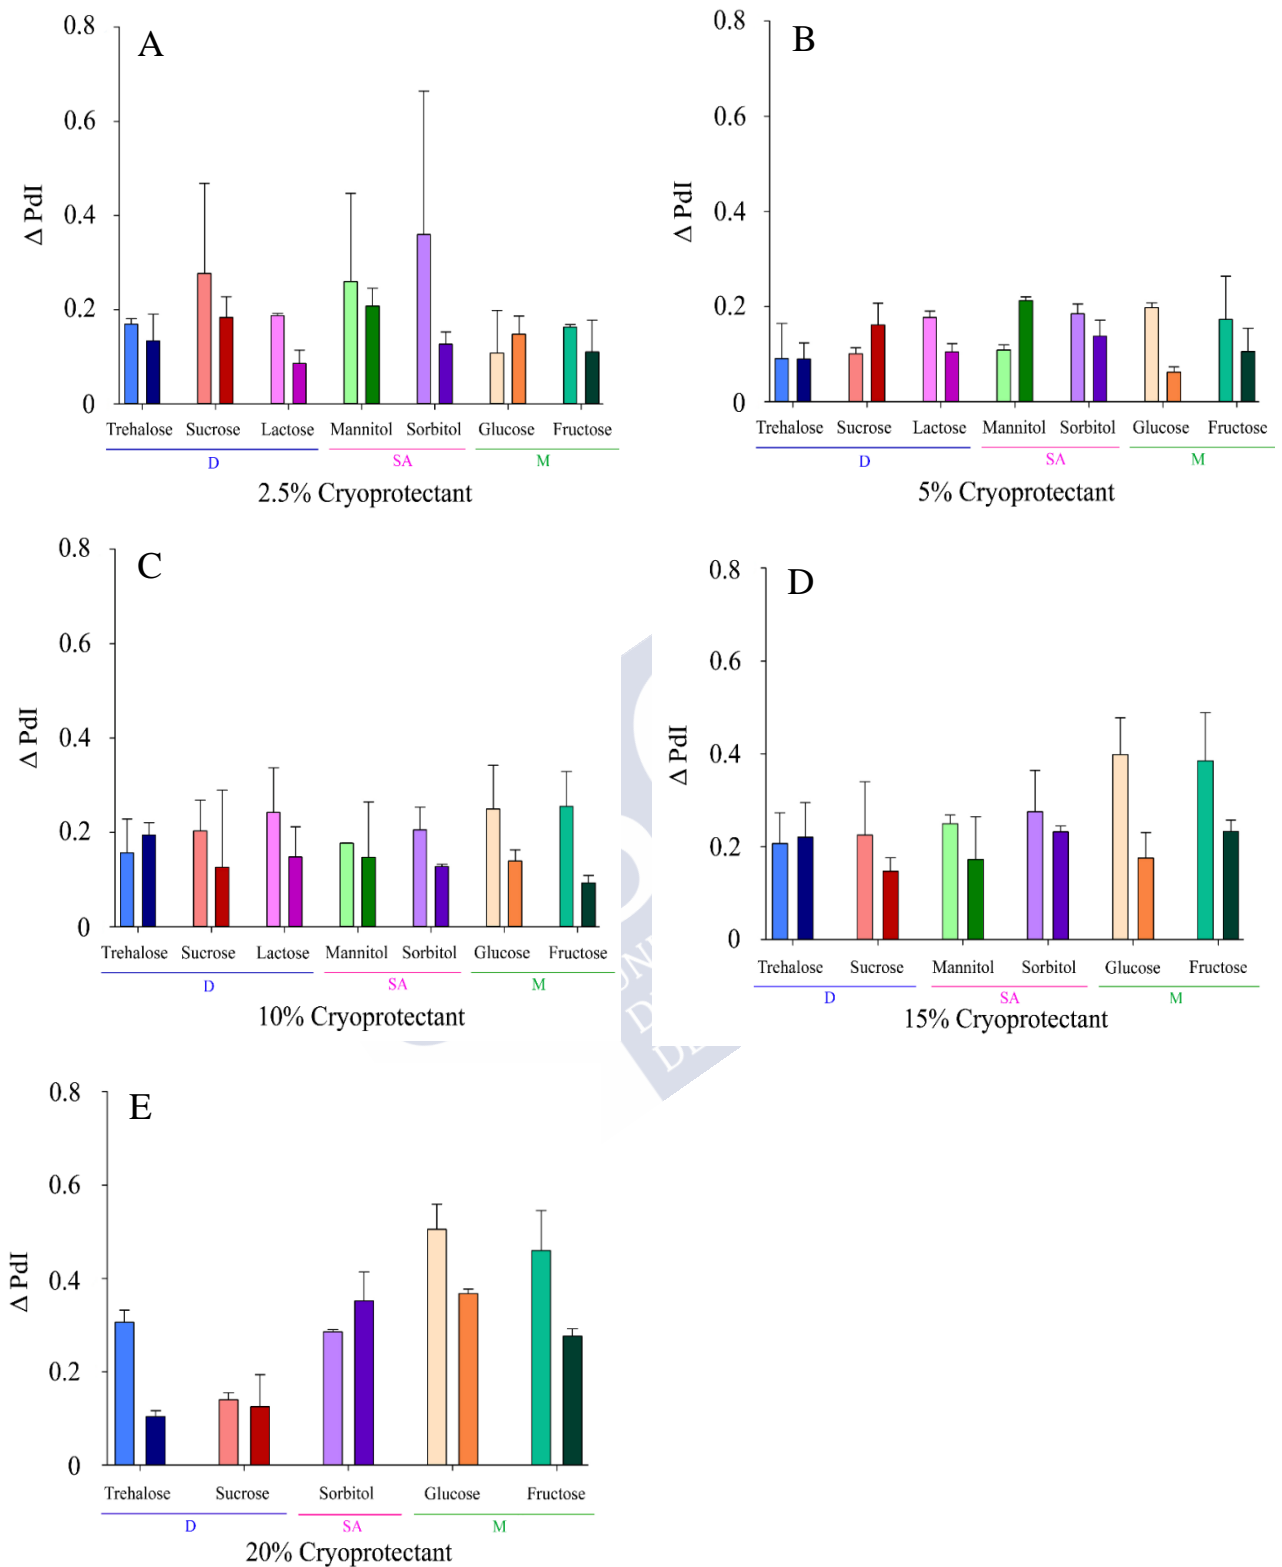 A
0.8
0.6
0.4
0.2
0
Δ PdI
Trehalose Sucrose Lactose Mannitol Sorbitol Glucose Fructose
D SA M
2.5% Cryoprotectant
B
0.8
0.6
0.4
0.2
0
Δ PdI
Trehalose Sucrose Lactose Mannitol Sorbitol Glucose Fructose
D SA M
5% Cryoprotectant
C
0.8
0.6
0.4
0.2
0
Δ PdI
Trehalose Sucrose Lactose Mannitol Sorbitol Glucose Fructose
D SA M
10% Cryoprotectant
D
0.8
0.6
0.4
0.2
0
Δ PdI
Trehalose Sucrose Mannitol Sorbitol Glucose Fructose
D SA M
15% Cryoprotectant
E
0.8
0.6
0.4
0.2
0
Δ PdI
Trehalose Sucrose Sorbitol Glucose Fructose
D SA M
20% Cryoprotectant